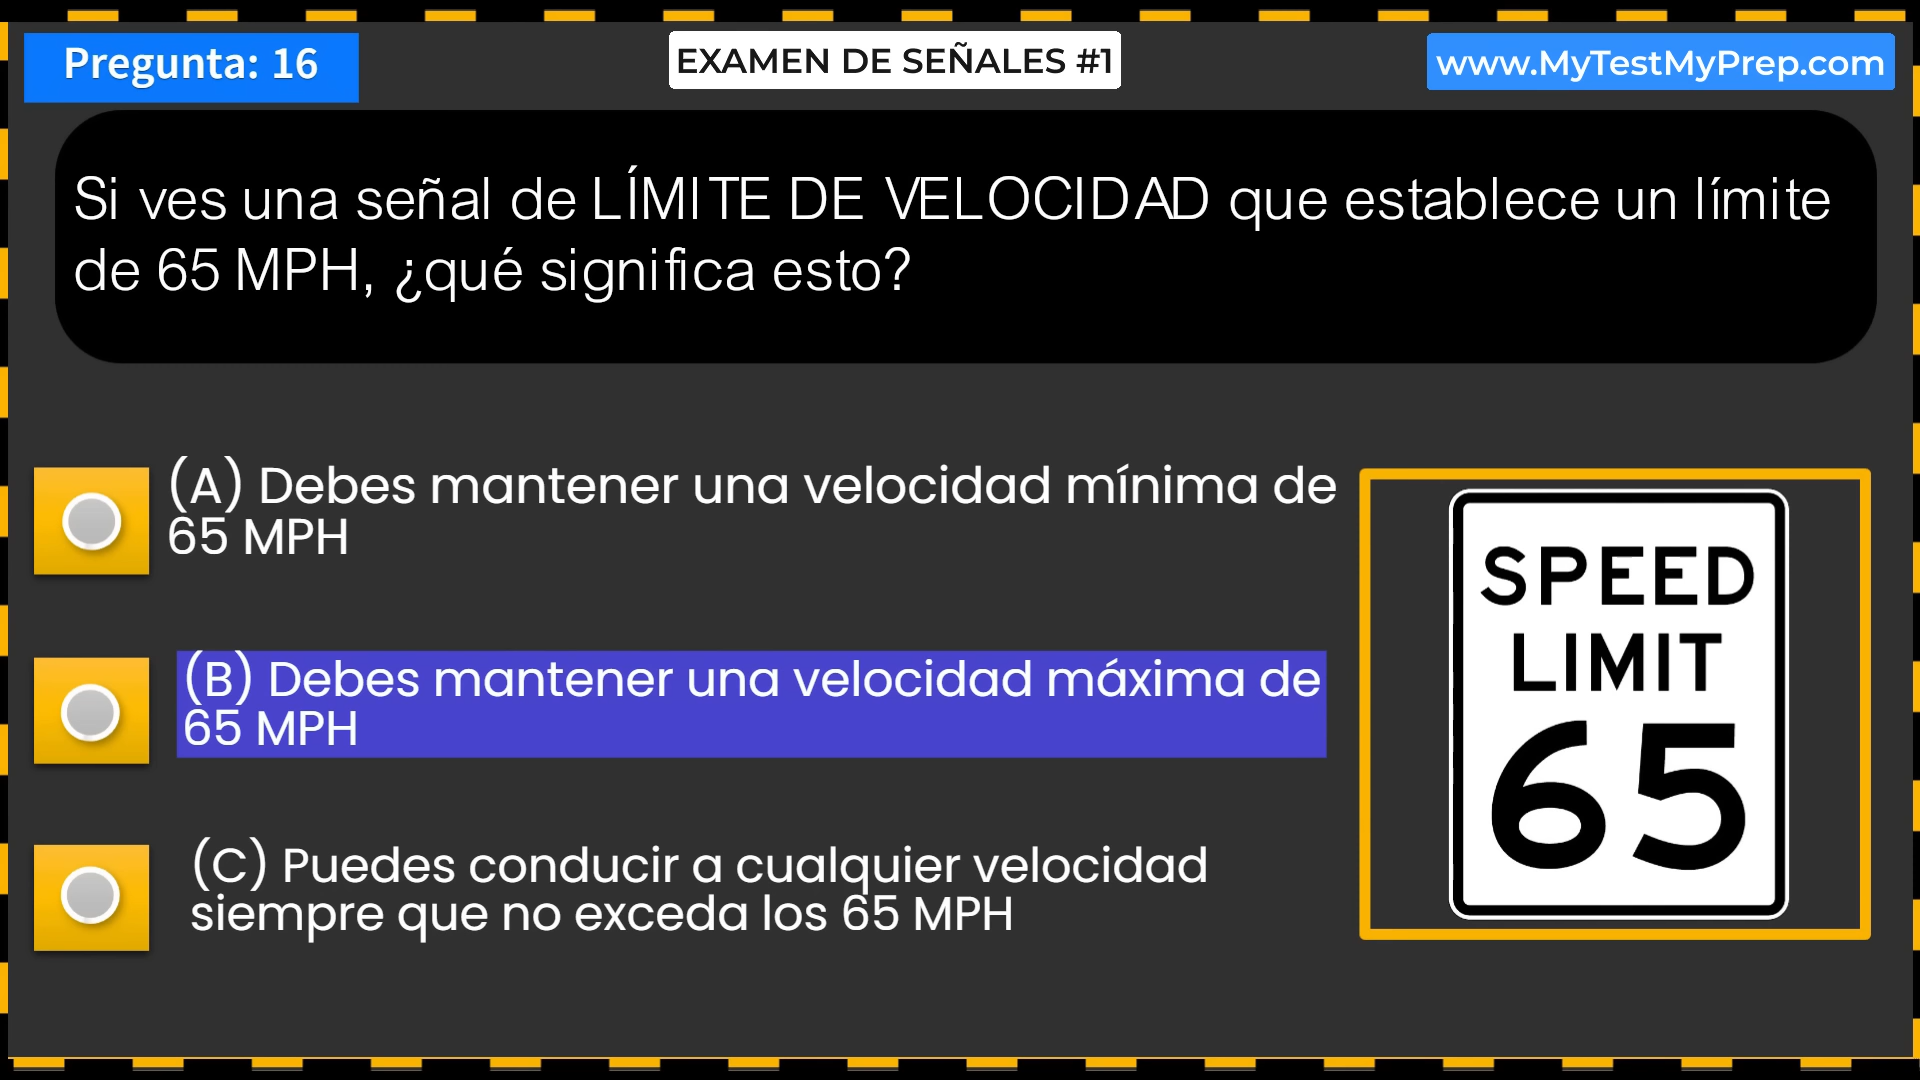 Pregunta: 16
EXAMEN DE SEÑALES #1
www.MyTestMyPrep.com
Si ves una señal de LÍMITE DE VELOCIDAD que establece un límite
de 65 MPH, ¿qué significa esto?
(A) Debes mantener una velocidad mínima de
65 MPH
(B) Debes mantener una velocidad máxima de
65 MPH
(C) Puedes conducir a cualquier velocidad
siempre que no exceda los 65 MPH
SPEED
LIMIT
65